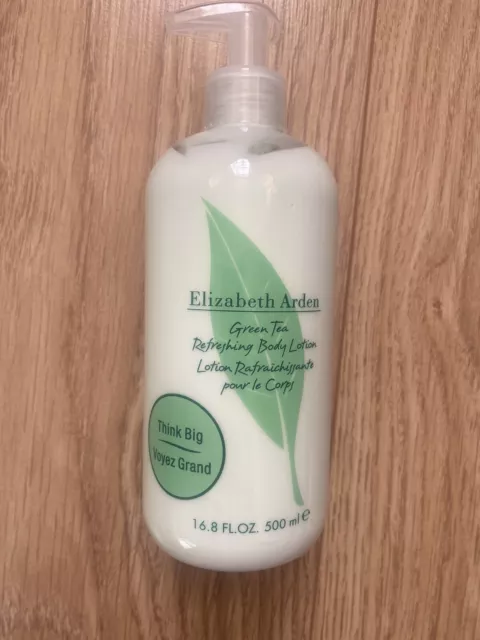 Elizabeth Arden
Green Tea
Refreshing Body Lotion
Lotion Rafraichissante
pour le Corps
Think Big
Voyez Grand
16.8 FL.OZ. 500 ml ℮